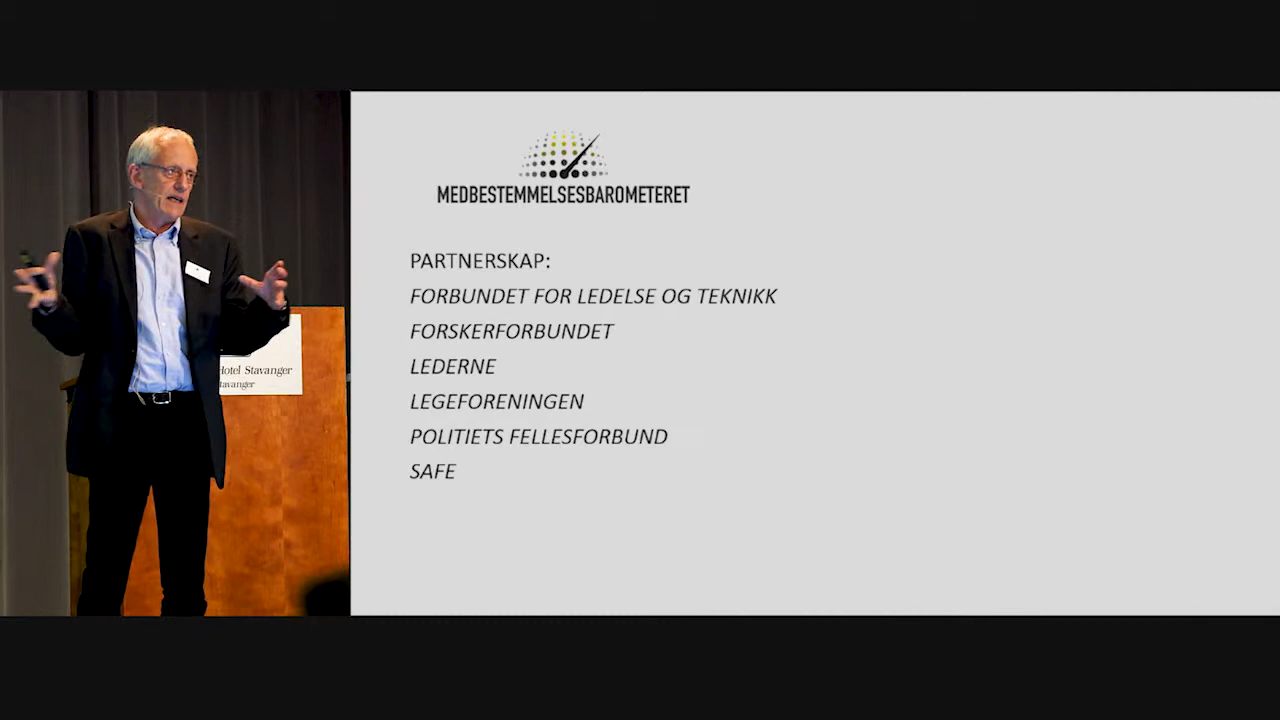 MEDBESTEMMELSESBAROMETERET
PARTNERSKAP:
FORBUNDET FOR LEDELSE OG TEKNIKK
FORSKERFORBUNDET
LEDERNE
LEGEFORENINGEN
POLITIETS FELLESFORBUND
SAFE
Hotel Stavanger